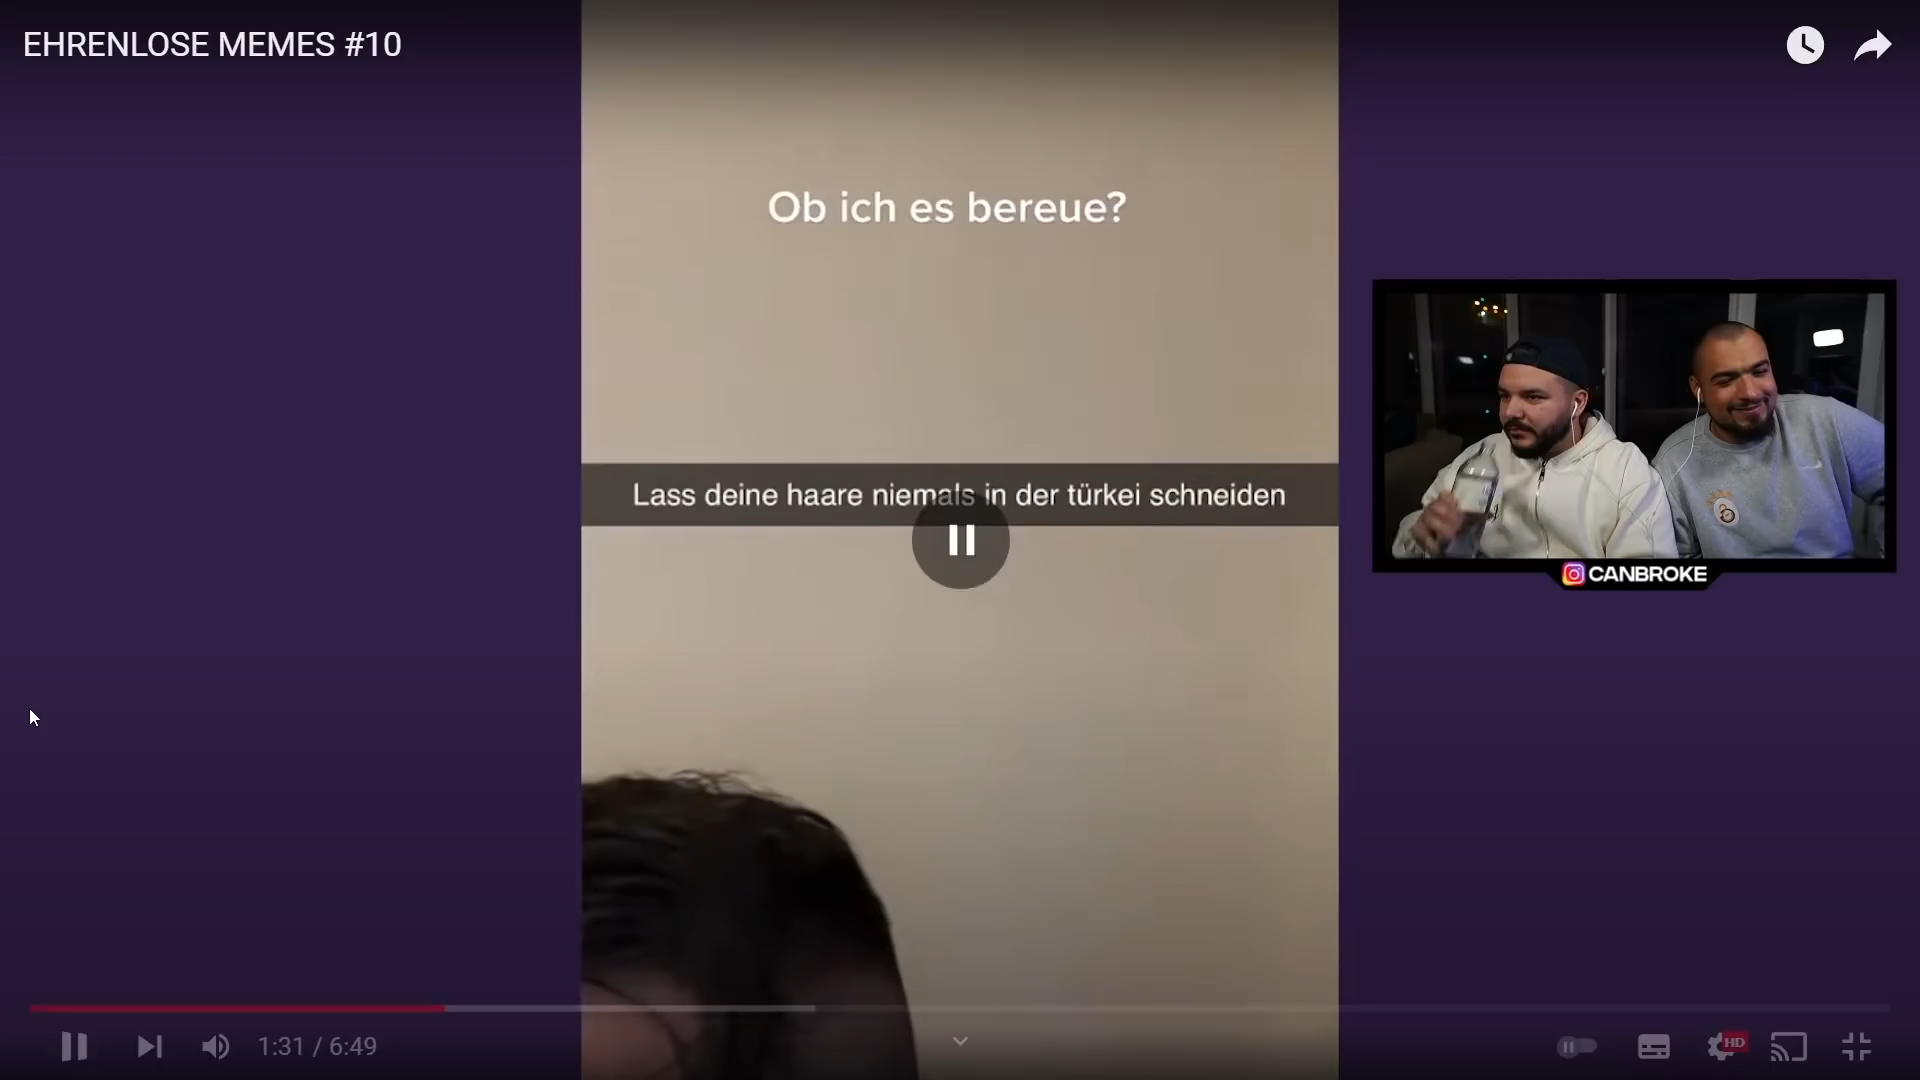 EHRENLOSE MEMES #10
Ob ich es bereue?
Lass deine haare niemals in der türkei schneiden
CANBROKE
1:31 / 6:49
HD